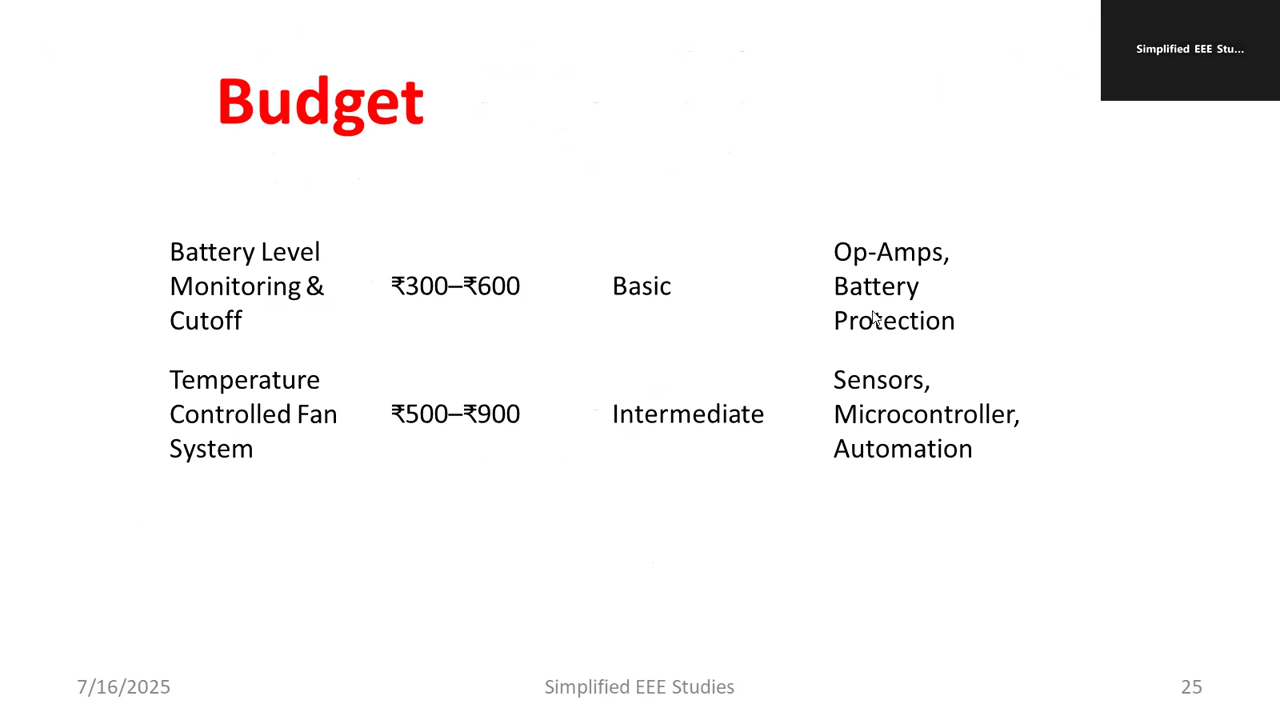 Simplified EEE Stu...
Budget
Battery Level
Monitoring &
Cutoff
₹300–₹600
Basic
Op-Amps,
Battery
Protection
Temperature
Controlled Fan
System
₹500–₹900
Intermediate
Sensors,
Microcontroller,
Automation
7/16/2025
Simplified EEE Studies
25